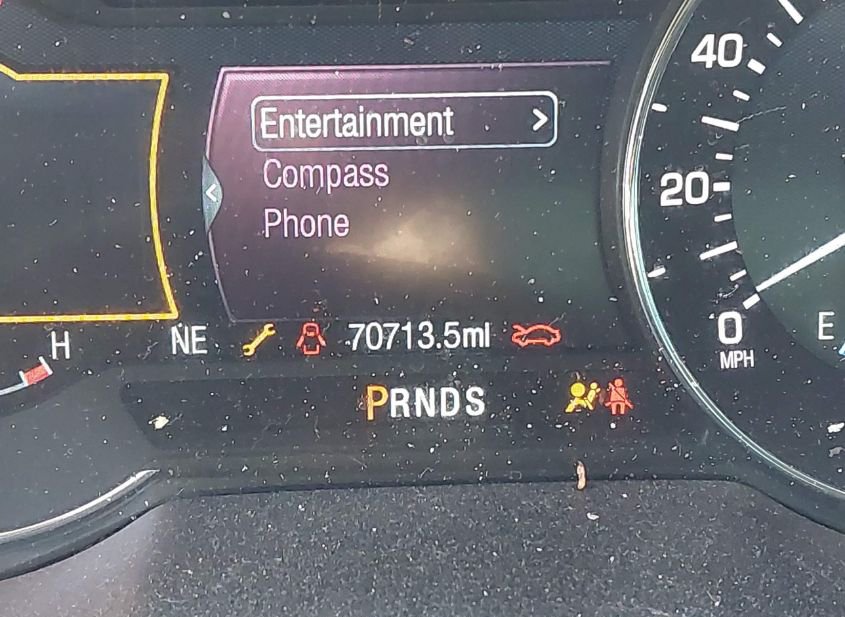 40
Entertainment >
Compass
20
Phone
0
MPH
E
H
NE
70713.5mi
PRNDS